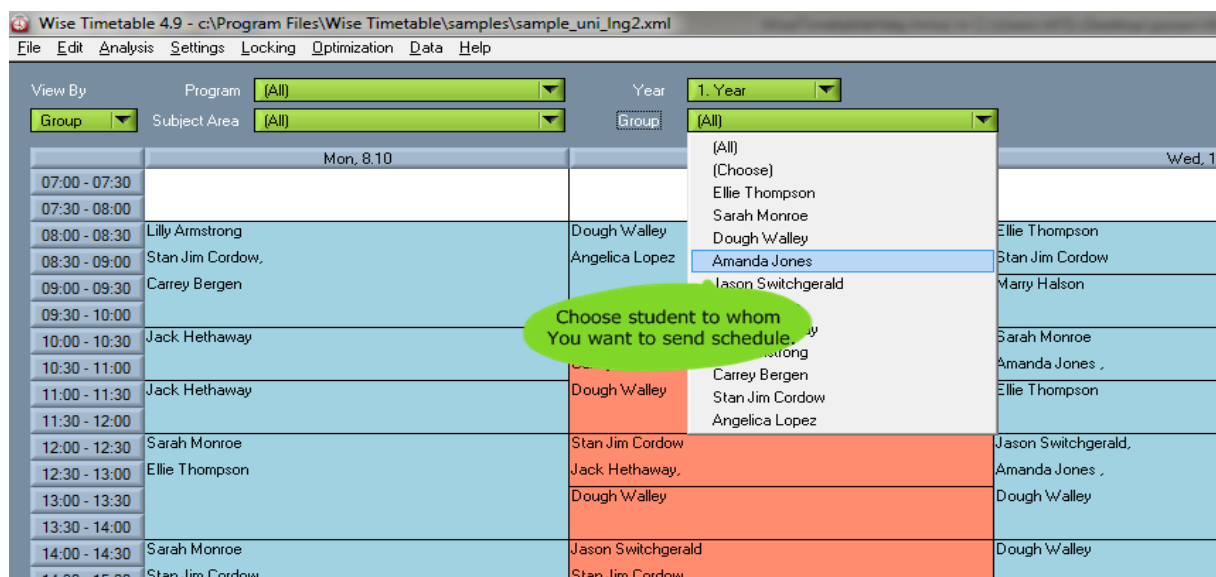 Wise Timetable 4.9 - c:\Program Files\Wise Timetable\samples\sample_uni_lng2.xml
File Edit Analysis Settings Locking Optimization Data Help
View By Program (All) Year 1. Year
Group Subject Area (All) Group (All)
(All)
(Choose)
Ellie Thompson
Sarah Monroe
Dough Walley
Amanda Jones
Jason Switchgerald
Carrey Bergen
Stan Jim Cordow
Angelica Lopez
Choose student to whom
You want to send schedule.
Mon, 8.10 Wed, 1
07:00 - 07:30
07:30 - 08:00
08:00 - 08:30 Lilly Armstrong Dough Walley Ellie Thompson
08:30 - 09:00 Stan Jim Cordow, Angelica Lopez Stan Jim Cordow
09:00 - 09:30 Carrey Bergen Marry Halson
09:30 - 10:00
10:00 - 10:30 Jack Hethaway Sarah Monroe
10:30 - 11:00 Amanda Jones ,
11:00 - 11:30 Jack Hethaway Dough Walley Ellie Thompson
11:30 - 12:00
12:00 - 12:30 Sarah Monroe Stan Jim Cordow Jason Switchgerald,
12:30 - 13:00 Ellie Thompson Jack Hethaway, Amanda Jones ,
13:00 - 13:30 Dough Walley Dough Walley
13:30 - 14:00
14:00 - 14:30 Sarah Monroe Jason Switchgerald Dough Walley
Stan Jim Cordow Stan Jim Cordow